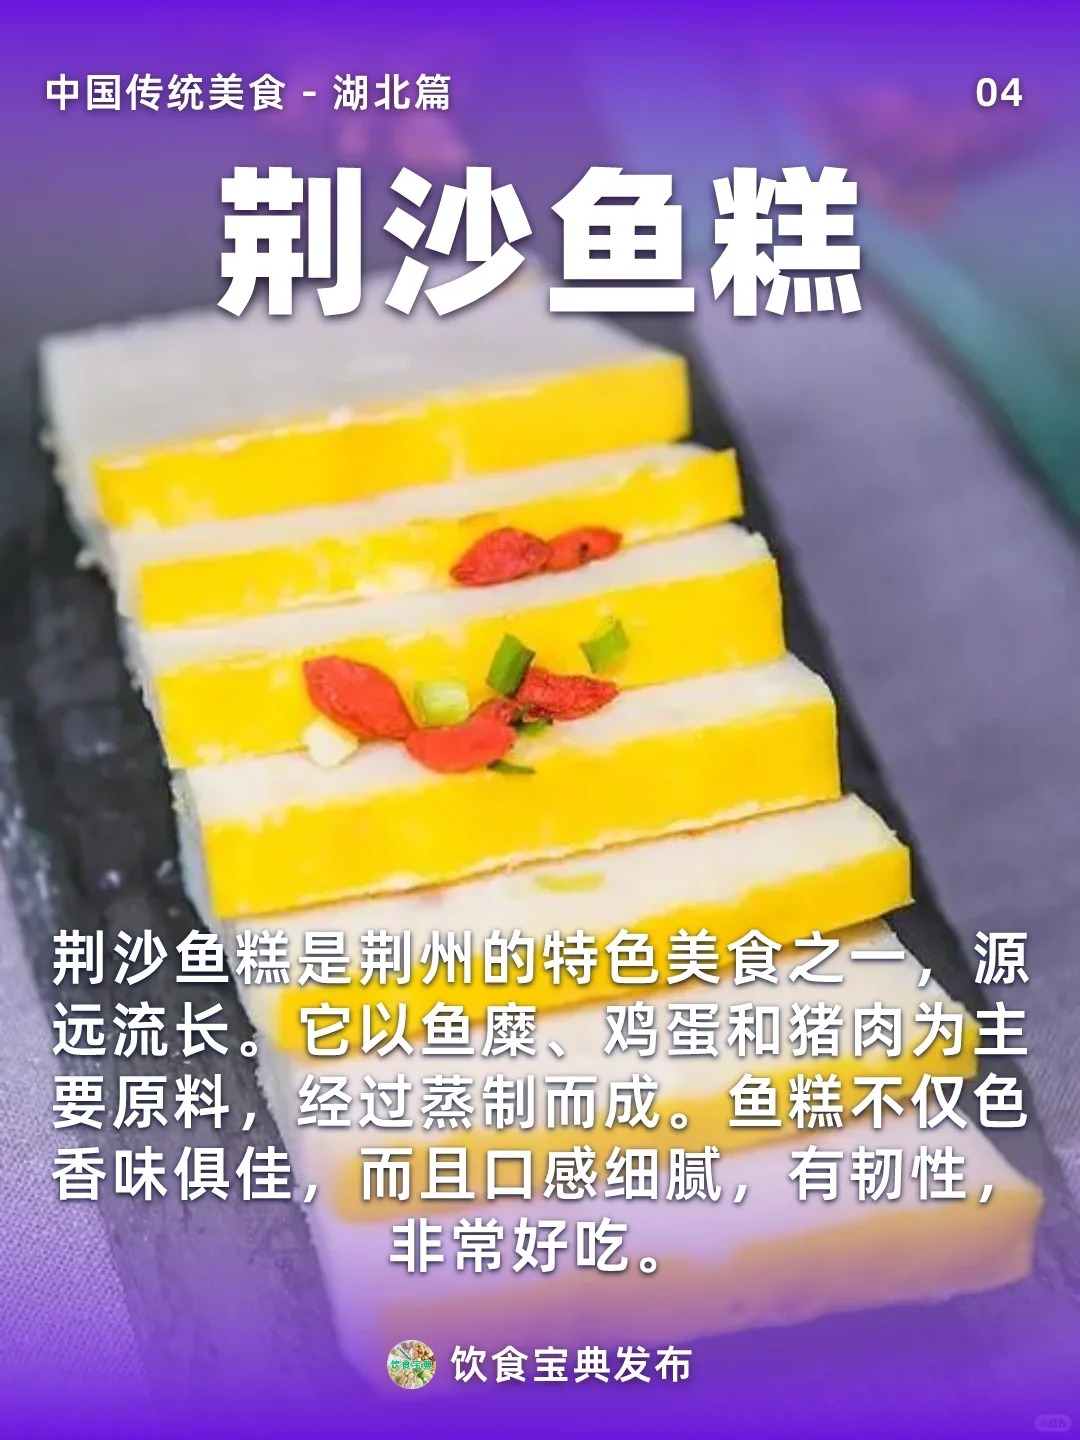 中国传统美食 - 湖北篇
04
荆沙鱼糕
荆沙鱼糕是荆州的特色美食之一，源
远流长。它以鱼糜、鸡蛋和猪肉为主
要原料，经过蒸制而成。鱼糕不仅色
香味俱佳，而且口感细腻，有韧性，
非常好吃。
饮食宝典
饮食宝典发布